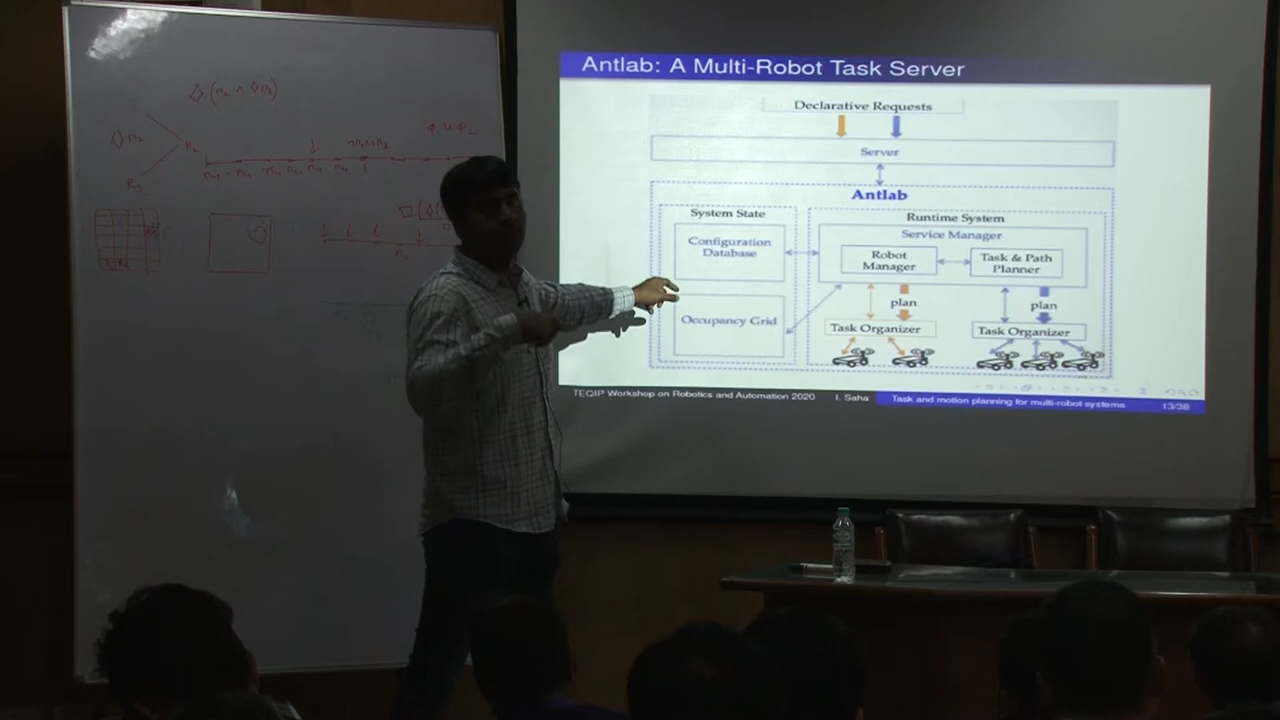 Antlab: A Multi-Robot Task Server
Declarative Requests
Server
Antlab
System State
Runtime System
Service Manager
Configuration
Database
Robot
Manager
Task & Path
Planner
plan
plan
Occupancy Grid
Task Organizer
Task Organizer
TEQIP Workshop on Robotics and Automation 2020
I. Saha
Task and motion planning for multi-robot systems
13/38